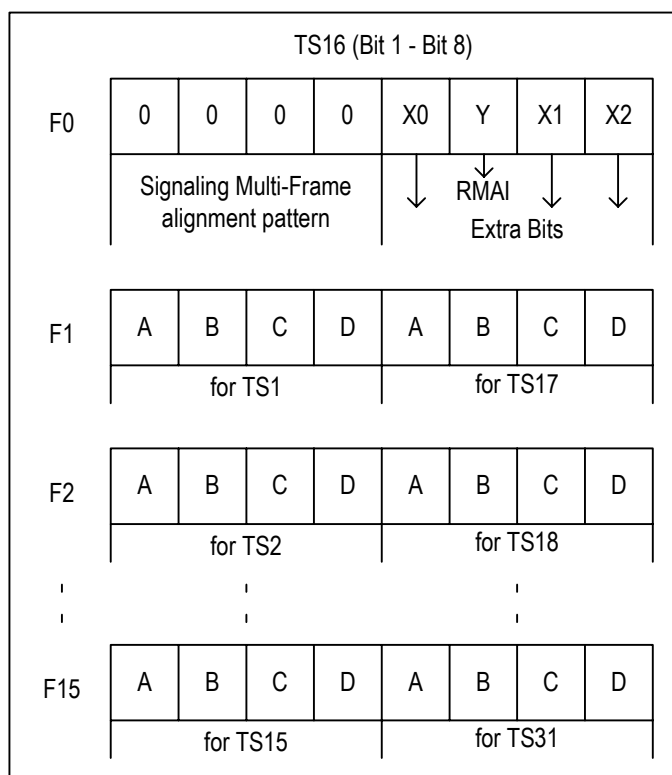 TS16 (Bit 1 - Bit 8)
F0 0 0 0 0 X0 Y X1 X2
Signaling Multi-Frame
alignment pattern
RMAI
Extra Bits
F1 A B C D A B C D
for TS1 for TS17
F2 A B C D A B C D
for TS2 for TS18
F15 A B C D A B C D
for TS15 for TS31